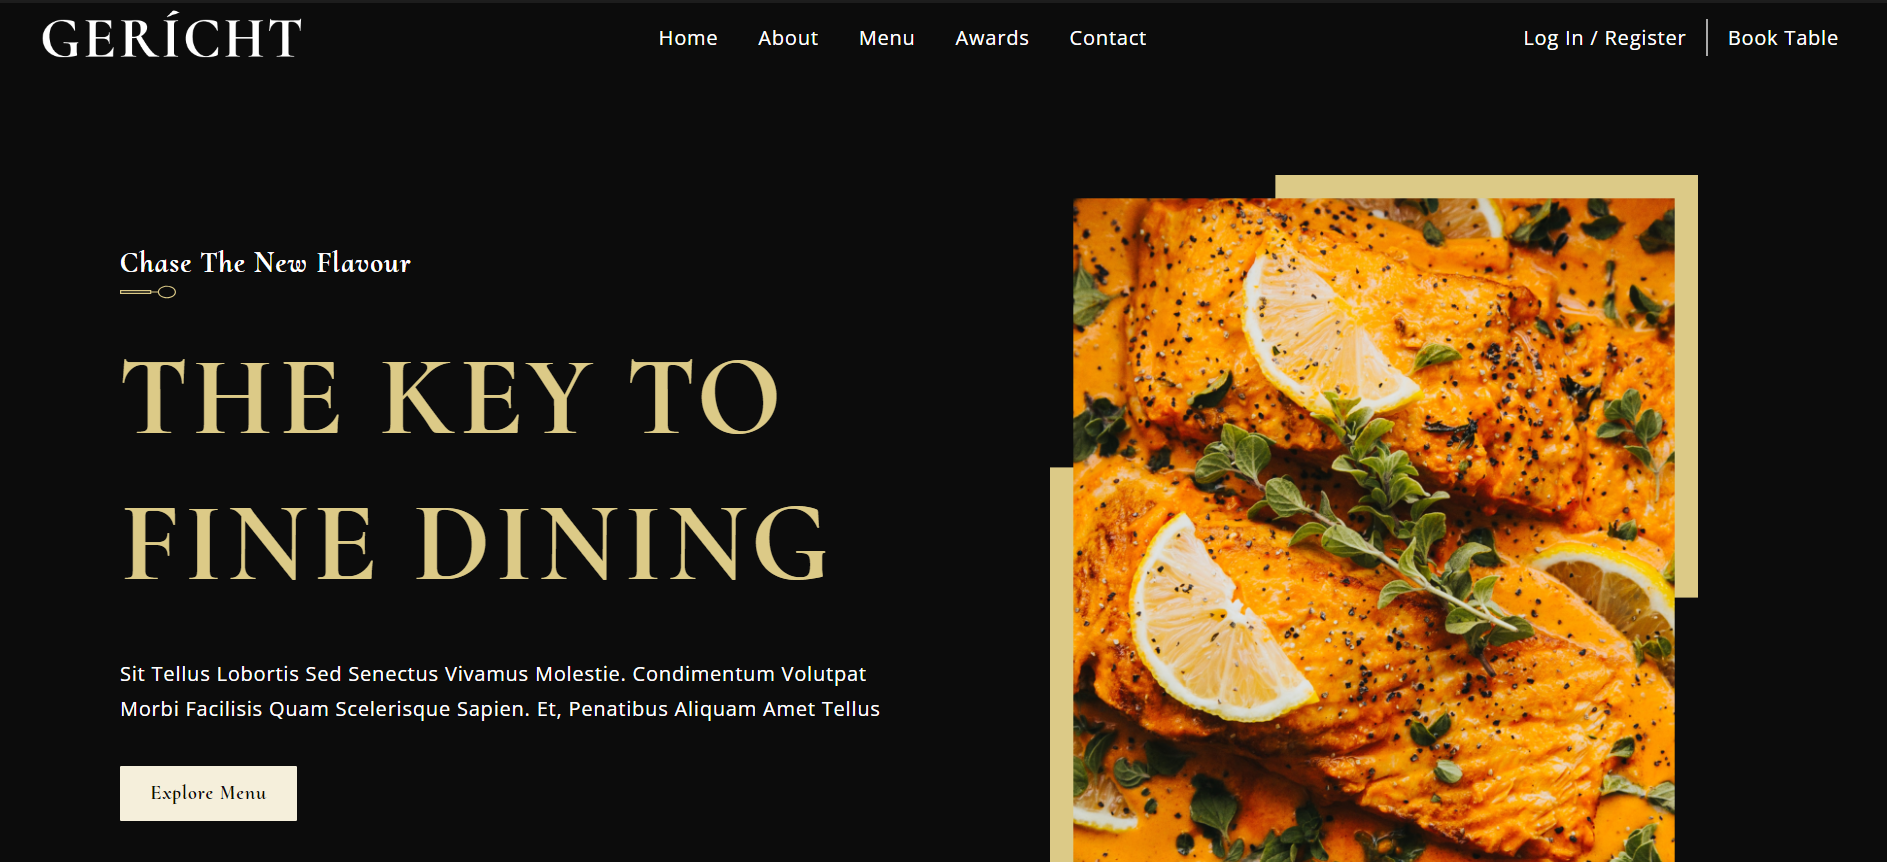 GERÍCHT
Home About Menu Awards Contact
Log In / Register Book Table
Chase The New Flavour
THE KEY TO
FINE DINING
Sit Tellus Lobortis Sed Senectus Vivamus Molestie. Condimentum Volutpat
Morbi Facilisis Quam Scelerisque Sapien. Et, Penatibus Aliquam Amet Tellus
Explore Menu